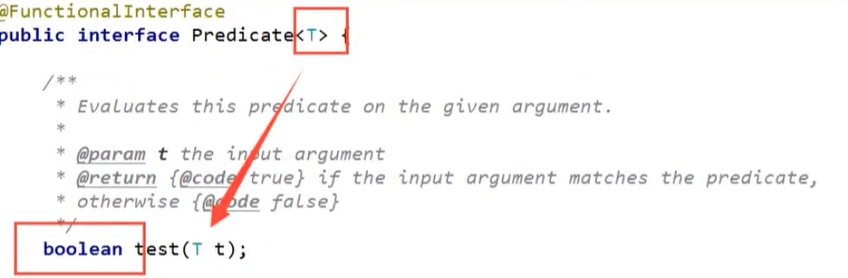 @FunctionalInterface
public interface Predicate<T> {
/**
* Evaluates this predicate on the given argument.
*
* @param t the input argument
* @return {@code true} if the input argument matches the predicate,
* otherwise {@code false}
*/
boolean test(T t);